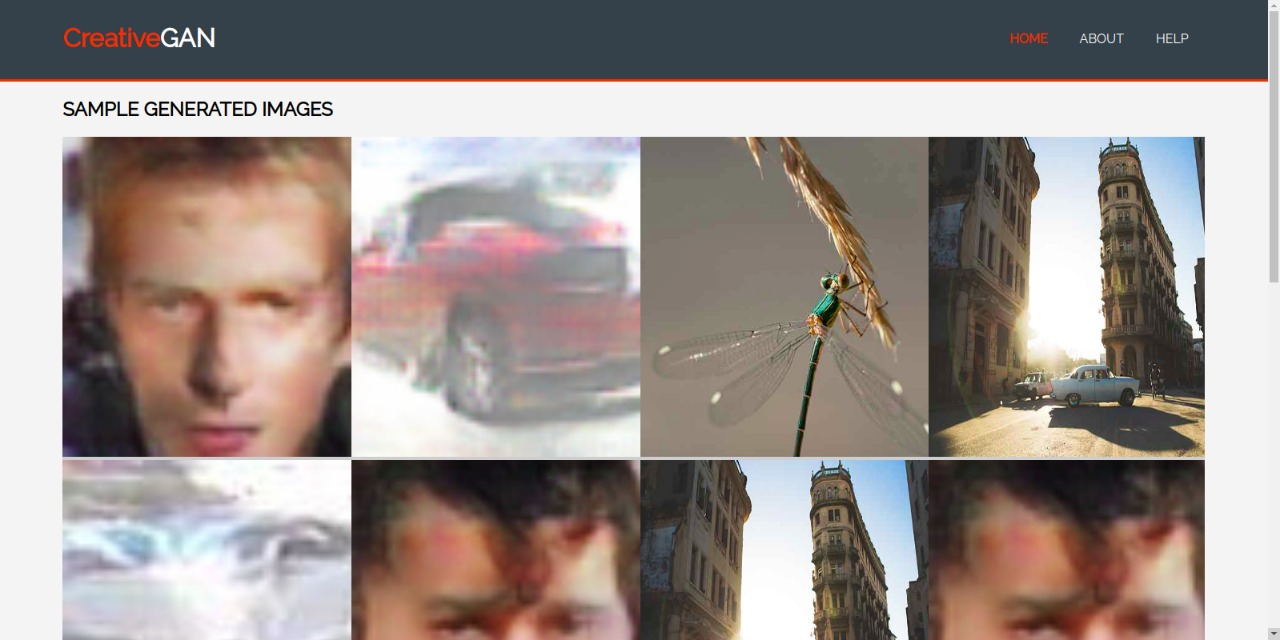 CreativeGAN
HOME ABOUT HELP
SAMPLE GENERATED IMAGES